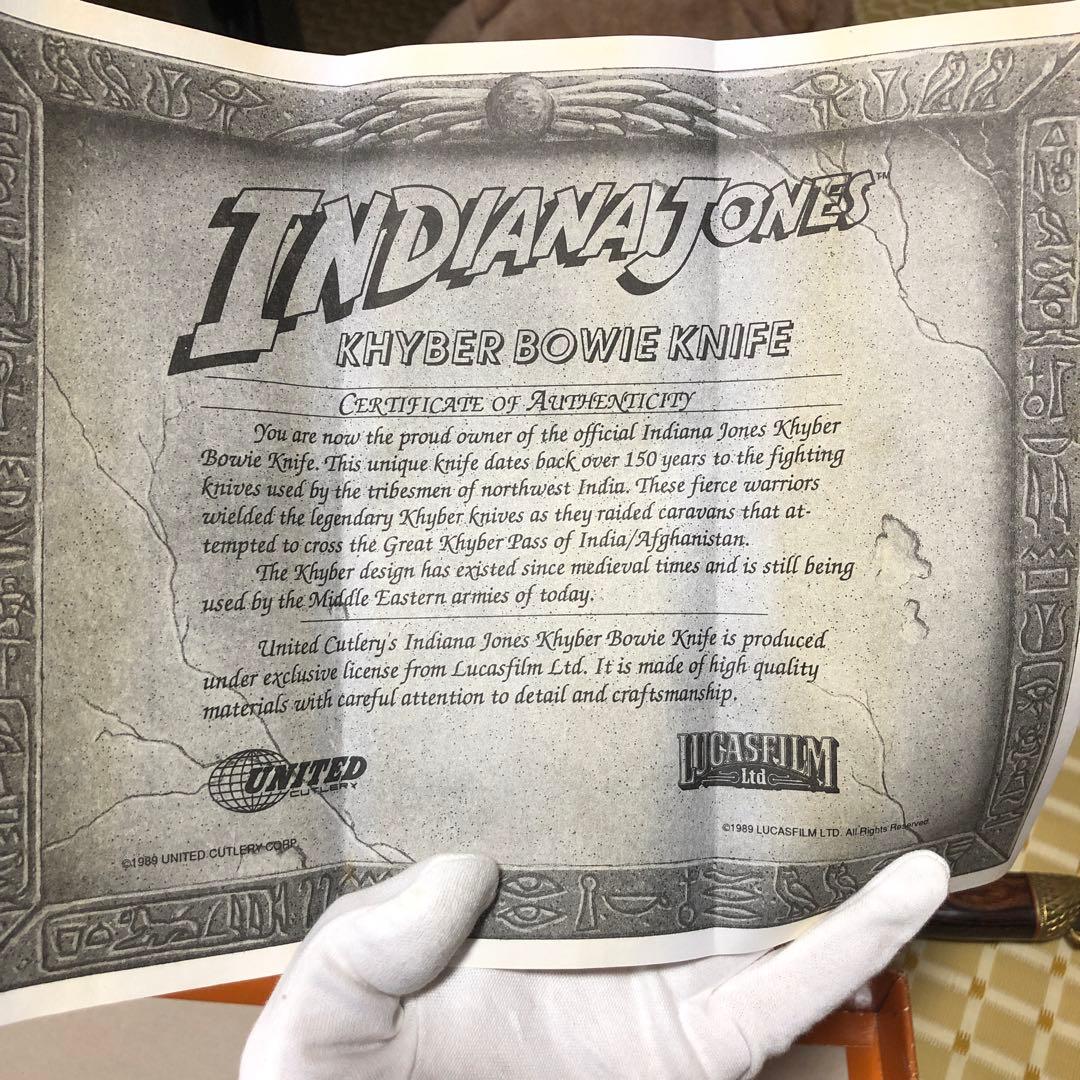 INDIANA JONES™
KHYBER BOWIE KNIFE
CERTIFICATE OF AUTHENTICITY
You are now the proud owner of the official Indiana Jones Khyber
Bowie Knife. This unique knife dates back over 150 years to the fighting
knives used by the tribesmen of northwest India. These fierce warriors
wielded the legendary Khyber knives as they raided caravans that at-
tempted to cross the Great Khyber Pass of India/Afghanistan.
The Khyber design has existed since medieval times and is still being
used by the Middle Eastern armies of today.
United Cutlery's Indiana Jones Khyber Bowie Knife is produced
under exclusive license from Lucasfilm Ltd. It is made of high quality
materials with careful attention to detail and craftsmanship.
UNITED
CUTLERY
LUCASFILM
Ltd
©1989 UNITED CUTLERY CORP.
©1989 LUCASFILM LTD. All Rights Reserved